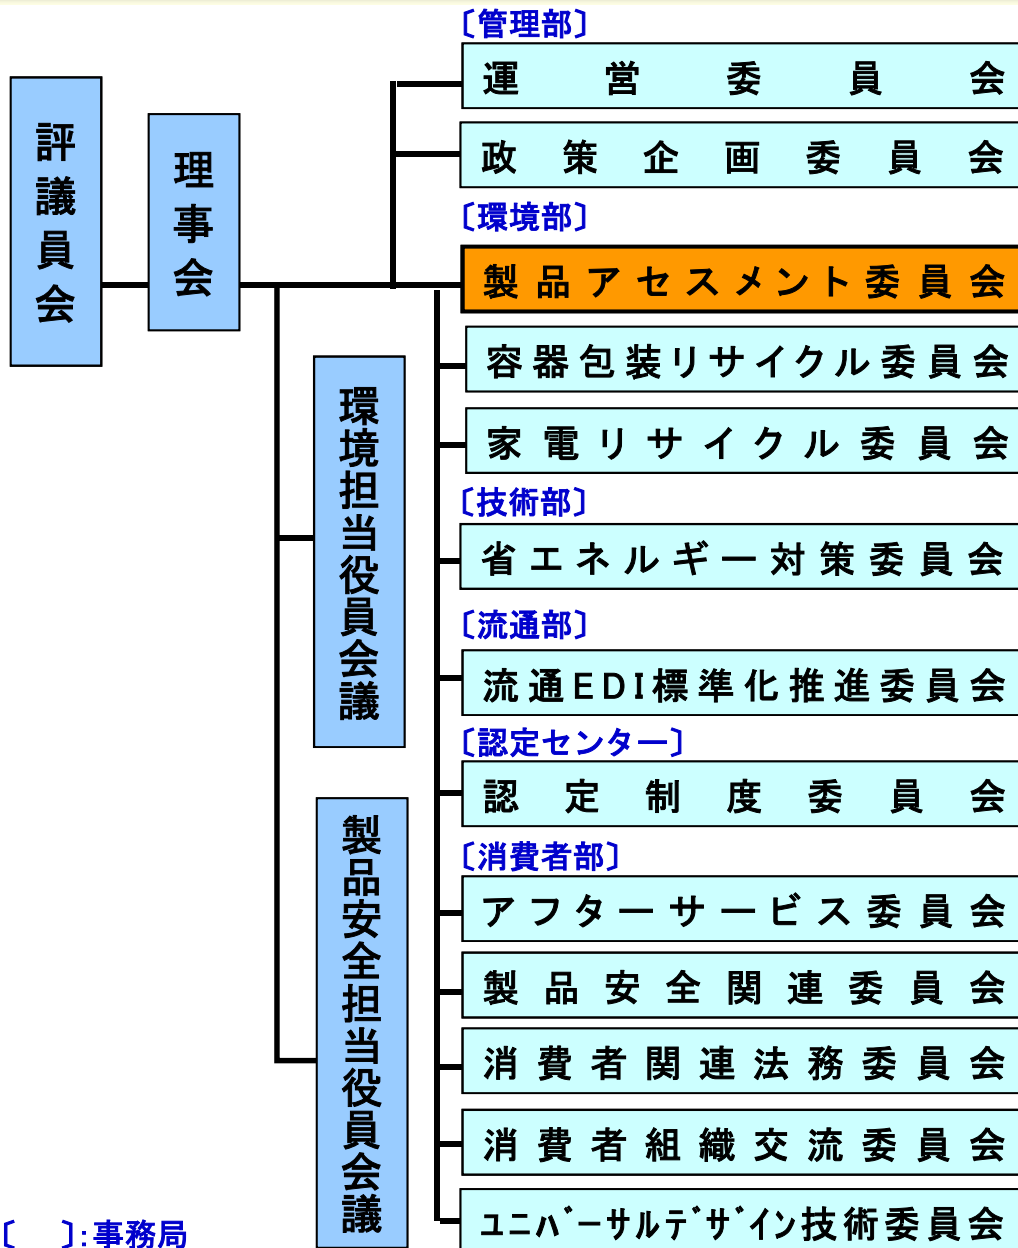 評議員会
理事会
環境担当役員会議
製品安全担当役員会議
〔管理部〕
運営委員会
政策企画委員会
〔環境部〕
製品アセスメント委員会
容器包装リサイクル委員会
家電リサイクル委員会
〔技術部〕
省エネルギー対策委員会
〔流通部〕
流通EDI標準化推進委員会
〔認定センター〕
認定制度委員会
〔消費者部〕
アフターサービス委員会
製品安全関連委員会
消費者関連法務委員会
消費者組織交流委員会
ユニバーサルデザイン技術委員会
〔　〕:事務局